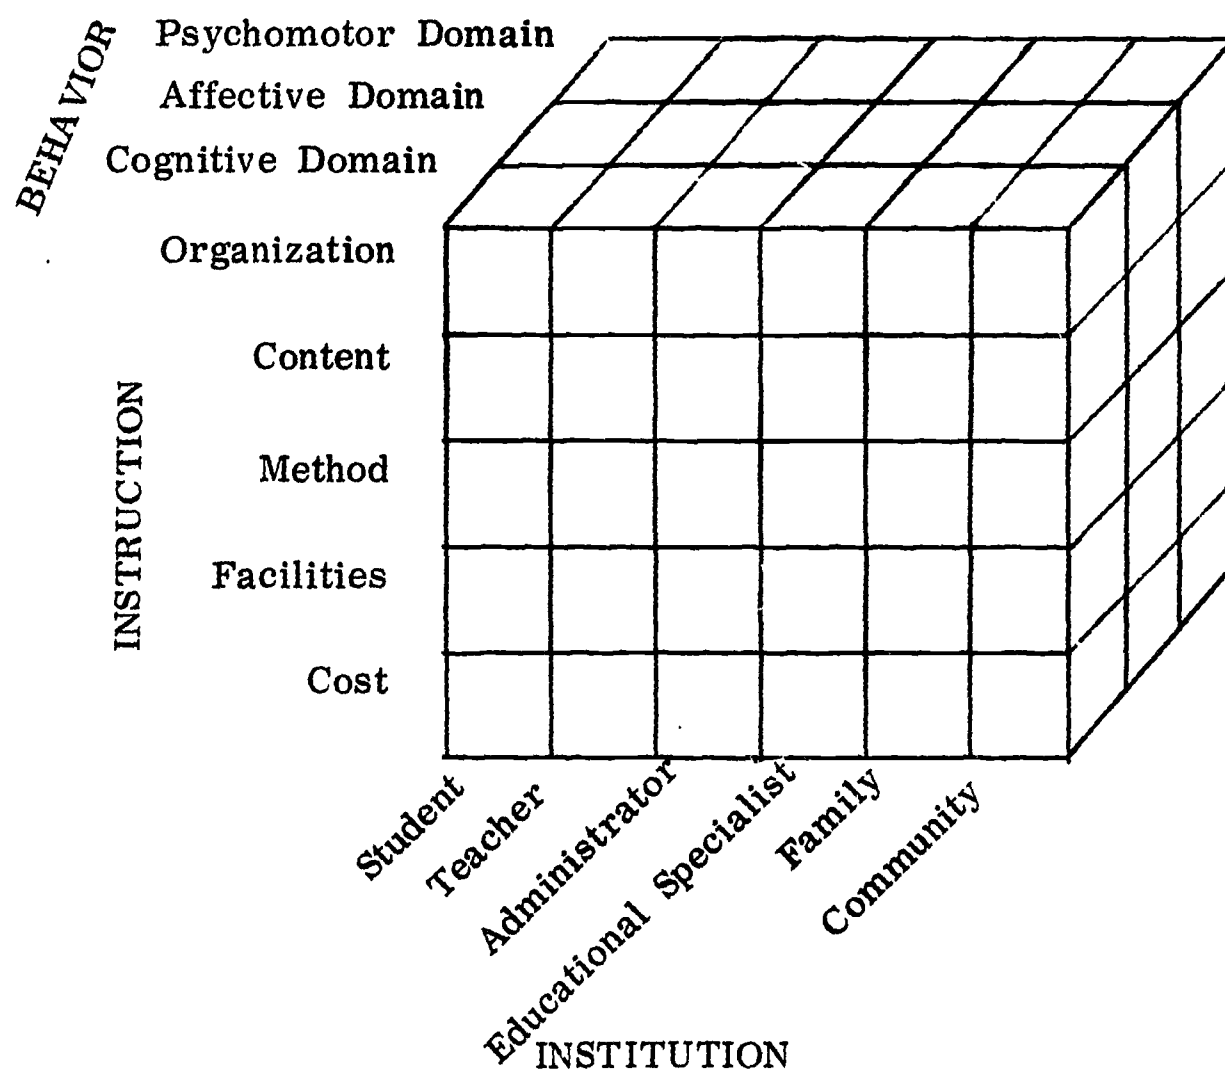 BEHAVIOR
Psychomotor Domain
Affective Domain
Cognitive Domain
INSTRUCTION
Organization
Content
Method
Facilities
Cost
Student
Teacher
Administrator
Educational Specialist
Family
Community
INSTITUTION